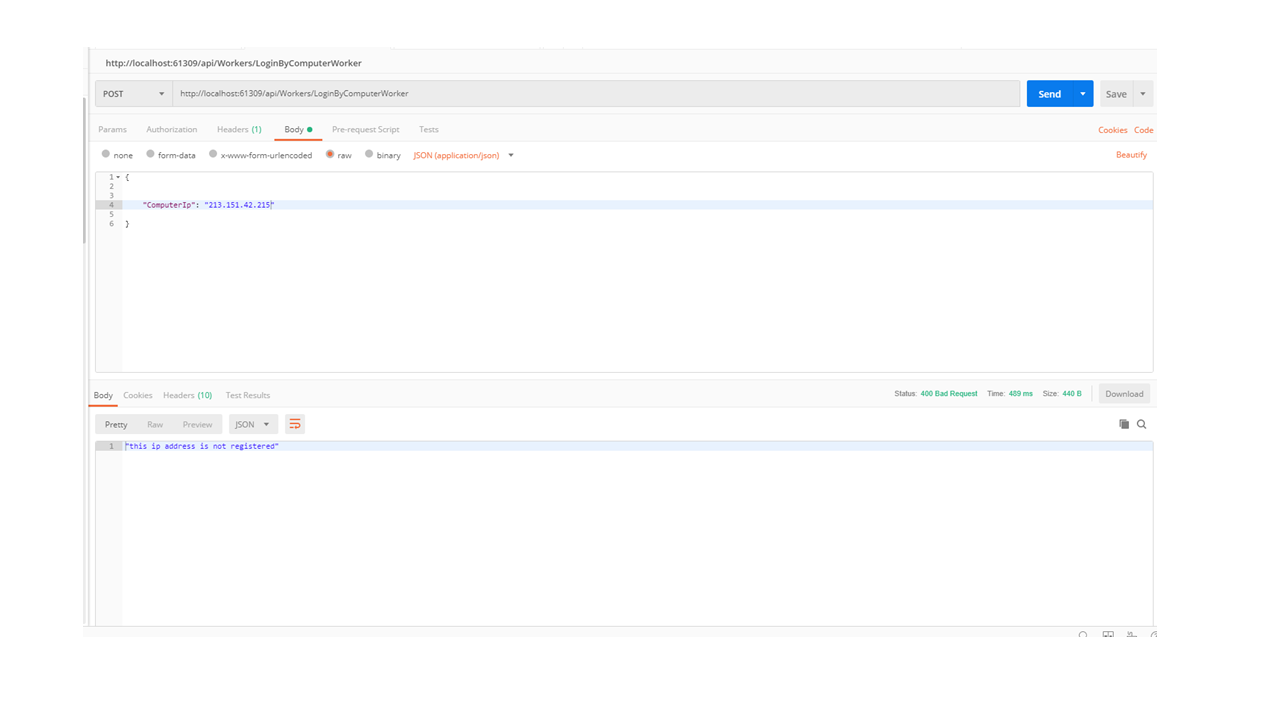 http://localhost:61309/api/Workers/LoginByComputerWorker
POST http://localhost:61309/api/Workers/LoginByComputerWorker Send Save
Params Authorization Headers (1) Body Pre-request Script Tests Cookies Code
none form-data x-www-form-urlencoded raw binary JSON (application/json) Beautify
1 {
2
3
4 "ComputerIp": "213.151.42.215"
5
6 }
Body Cookies Headers (10) Test Results Status: 400 Bad Request Time: 489 ms Size: 440 B Download
Pretty Raw Preview JSON
1 "this ip address is not registered"